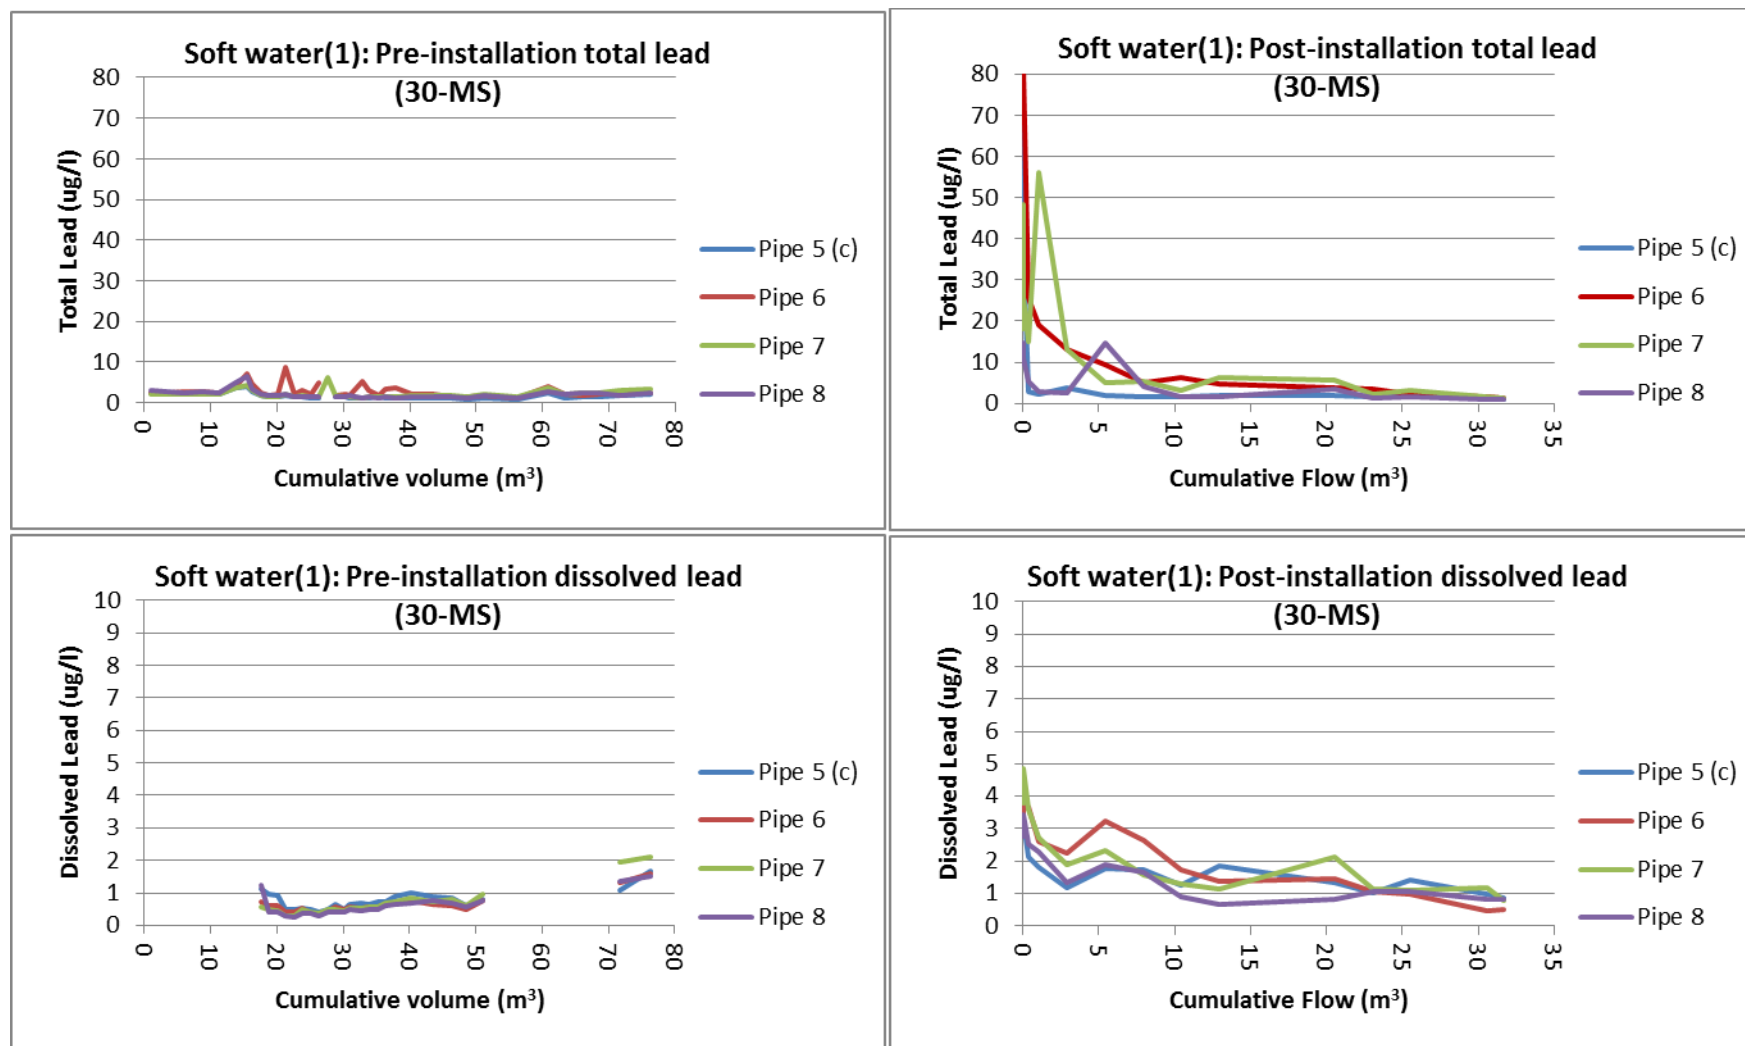 Soft water(1): Pre-installation total lead
(30-MS)
80
70
60
50
40
30
20
10
0
Total Lead (ug/l)
0
10
20
30
40
50
60
70
80
Cumulative volume (m³)
Pipe 5 (c)
Pipe 6
Pipe 7
Pipe 8
Soft water(1): Post-installation total lead
(30-MS)
80
70
60
50
40
30
20
10
0
Total Lead (ug/l)
0
5
10
15
20
25
30
35
Cumulative Flow (m³)
Pipe 5 (c)
Pipe 6
Pipe 7
Pipe 8
Soft water(1): Pre-installation dissolved lead
(30-MS)
10
9
8
7
6
5
4
3
2
1
0
Dissolved Lead (ug/l)
0
10
20
30
40
50
60
70
80
Cumulative volume (m³)
Pipe 5 (c)
Pipe 6
Pipe 7
Pipe 8
Soft water(1): Post-installation dissolved lead
(30-MS)
10
9
8
7
6
5
4
3
2
1
0
Dissolved Lead (ug/l)
0
5
10
15
20
25
30
35
Cumulative Flow (m³)
Pipe 5 (c)
Pipe 6
Pipe 7
Pipe 8